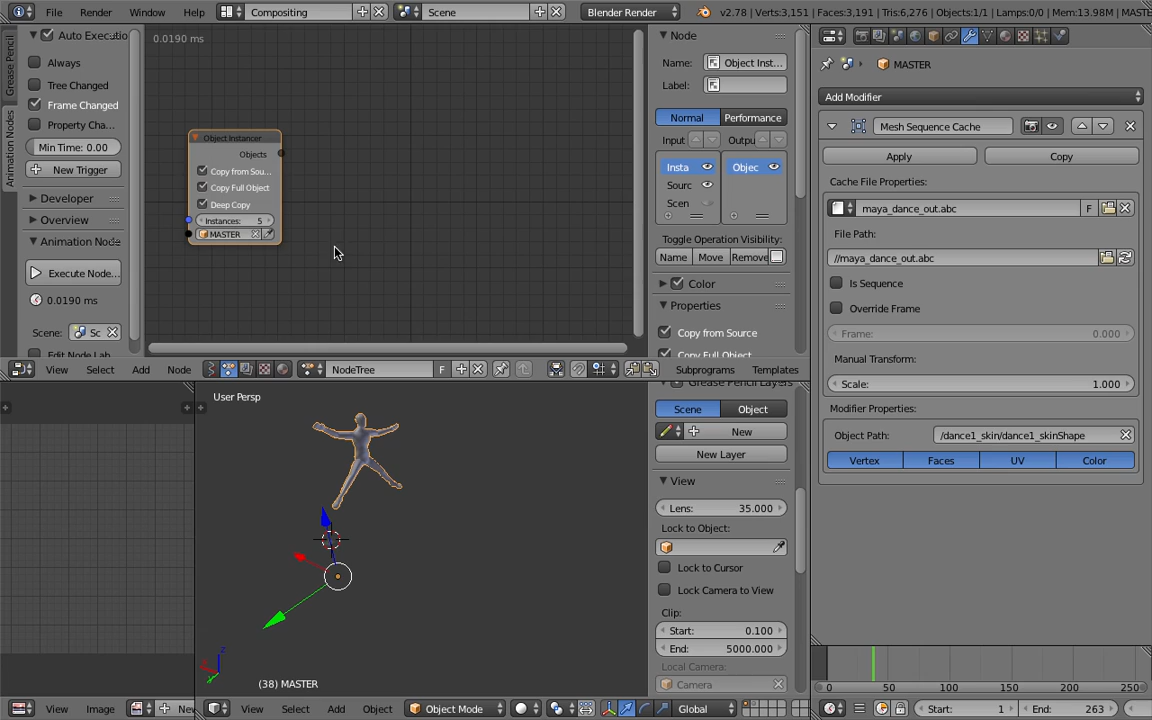 File Render Window Help Compositing Scene Blender Render v2.78 | Verts:3,151 | Faces:3,191 | Tris:6,276 | Objects:1/1 | Lamps:0/0 | Mem:13.98M | MASTE
Grease Pencil
Animation Nodes
Auto Executio
Always
Tree Changed
Frame Changed
Property Cha...
Min Time: 0.00
New Trigger
Developer
Overview
Animation Node
Execute Node...
0.0190 ms
Scene: Sc
Edit Node Lab
0.0190 ms
Object Instancer
Objects
Copy from Sou...
Copy Full Object
Deep Copy
Instances: 5
MASTER
Node
Name: Object Inst...
Label:
Normal Performance
Input Outpu
Insta Objec
Sourc
Scen
Toggle Operation Visibility:
Name Move Remove
Color
Properties
Copy from Source
Copy Full Object
View Select Add Node NodeTree F Subprograms Templates
User Persp
(38) MASTER
Grease Pencil Layers
Scene Object
New
New Layer
View
Lens: 35.000
Lock to Object:
Lock to Cursor
Lock Camera to View
Clip:
Start: 0.100
End: 5000.000
Local Camera:
Camera
View Image New
View Select Add Object Object Mode Global
MASTER
Add Modifier
Mesh Sequence Cache
Apply Copy
Cache File Properties:
maya_dance_out.abc F
File Path:
//maya_dance_out.abc
Is Sequence
Override Frame
Frame: 0.000
Manual Transform:
Scale: 1.000
Modifier Properties:
Object Path: /dance1_skin/dance1_skinShape
Vertex Faces UV Color
0 50 100 150 200 250
Start: 1 End: 263